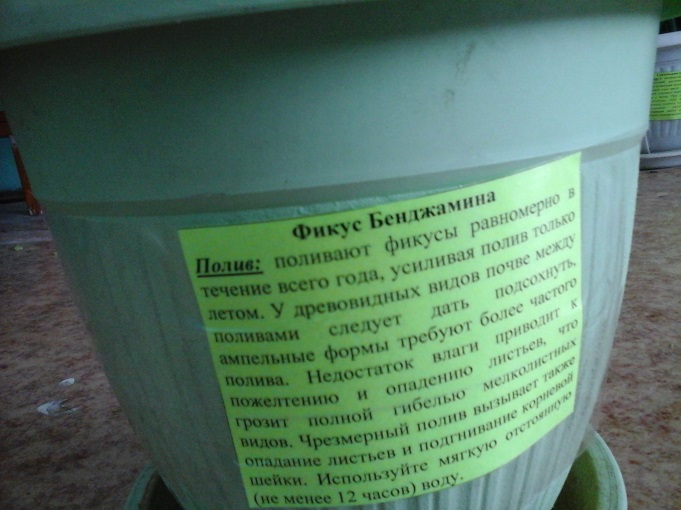 Фикус Бенджамина
Полив: поливают фикусы равномерно в
течение всего года, усиливая полив только
летом. У древовидных видов почве между
поливами следует дать подсохнуть,
ампельные формы требуют более частого
полива. Недостаток влаги приводит к
пожелтению и опадению листьев, что
грозит полной гибелью мелколистных
видов. Чрезмерный полив вызывает также
опадание листьев и подгнивание корневой
шейки. Используйте мягкую отстоянную
(не менее 12 часов) воду.